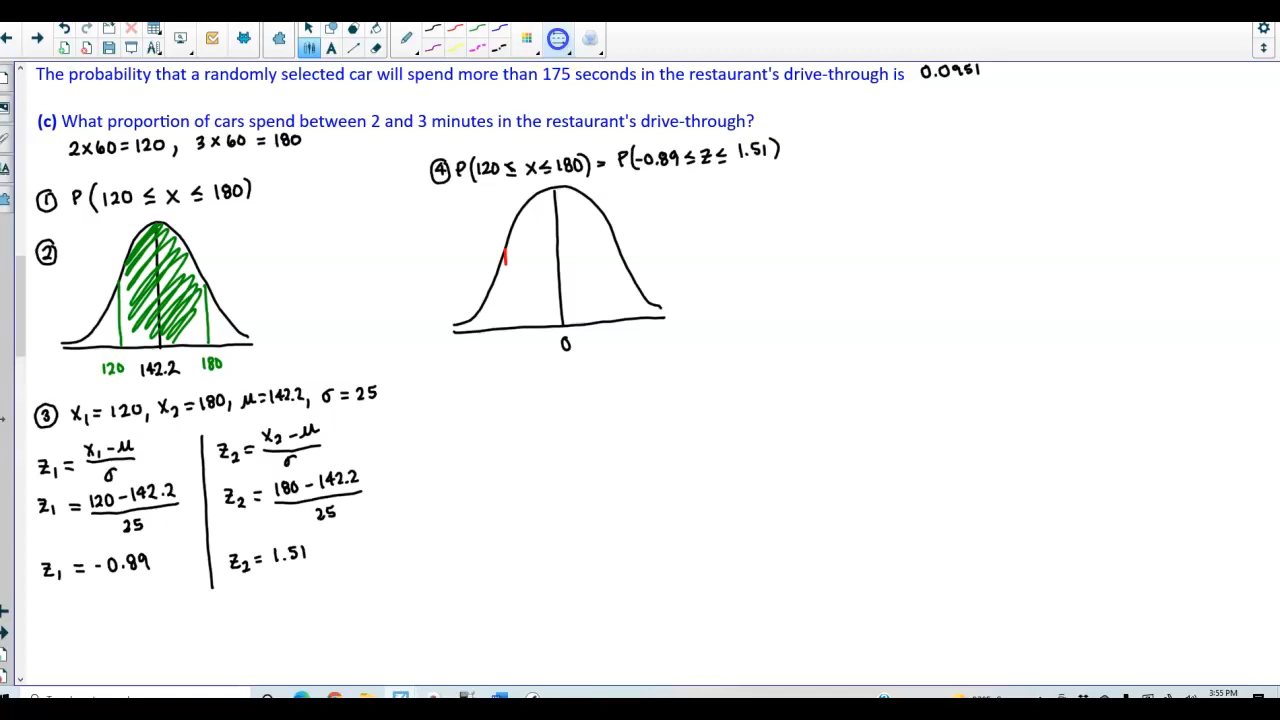 The probability that a randomly selected car will spend more than 175 seconds in the restaurant's drive-through is 0.0951
(c) What proportion of cars spend between 2 and 3 minutes in the restaurant's drive-through?
2×60=120, 3×60=180
① P(120 ≤ X ≤ 180)
②
120 142.2 180
③ X₁=120, X₂=180, μ=142.2, σ=25
Z₁ = (X₁-μ)/σ
Z₁ = (120-142.2)/25
Z₁ = -0.89
Z₂ = (X₂-μ)/σ
Z₂ = (180-142.2)/25
Z₂ = 1.51
④ P(120 ≤ X ≤ 180) = P(-0.89 ≤ Z ≤ 1.51)
0
3:55 PM